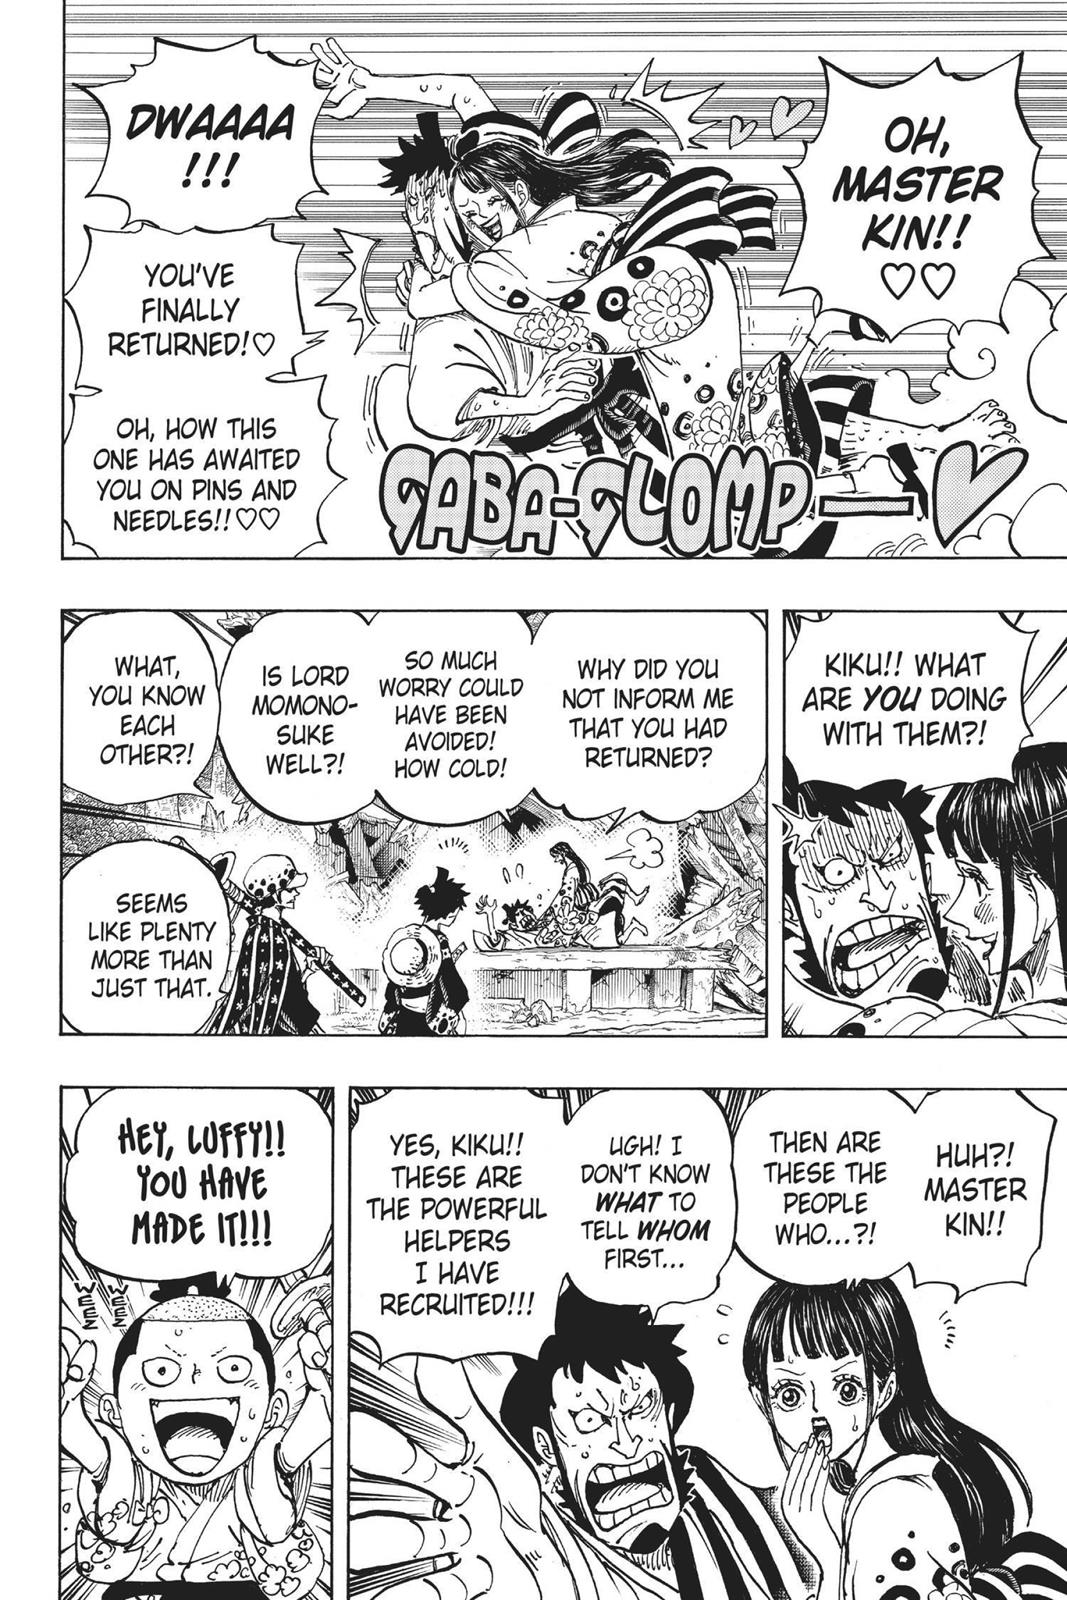 OH,
MASTER
KIN!!
♡♡
DWAAAA
!!!
YOU'VE
FINALLY
RETURNED!♡
OH, HOW THIS
ONE HAS AWAITED
YOU ON PINS AND
NEEDLES!!♡♡
GABA-GLOMP—♡
KIKU!! WHAT
ARE YOU DOING
WITH THEM?!
WHY DID YOU
NOT INFORM ME
THAT YOU HAD
RETURNED?
SO MUCH
WORRY COULD
HAVE BEEN
AVOIDED!
HOW COLD!
IS LORD
MOMONO-
SUKE
WELL?!
WHAT,
YOU KNOW
EACH
OTHER?!
SEEMS
LIKE PLENTY
MORE THAN
JUST THAT.
HUH?!
MASTER
KIN!!
THEN ARE
THESE THE
PEOPLE
WHO...?!
UGH! I
DON'T KNOW
WHAT TO
TELL WHOM
FIRST...
YES, KIKU!!
THESE ARE
THE POWERFUL
HELPERS
I HAVE
RECRUITED!!!
HEY, LUFFY!!
YOU HAVE
MADE IT!!!